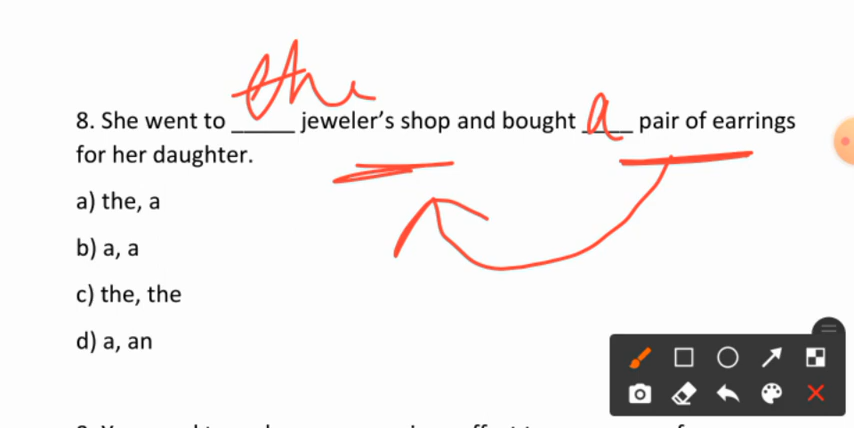 the
8. She went to _____ jeweler's shop and bought a pair of earrings
for her daughter.
a) the, a
b) a, a
c) the, the
d) a, an